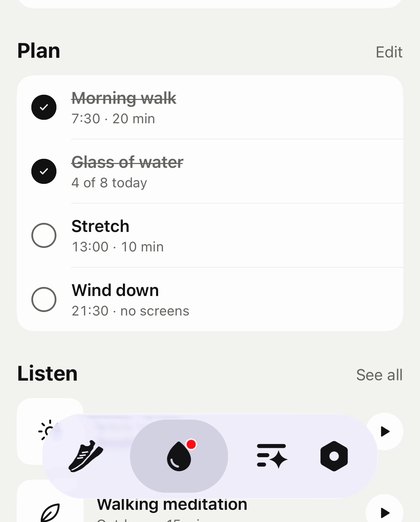 Plan
Edit
Morning walk
7:30 · 20 min
Glass of water
4 of 8 today
Stretch
13:00 · 10 min
Wind down
21:30 · no screens
Listen
See all
Walking meditation